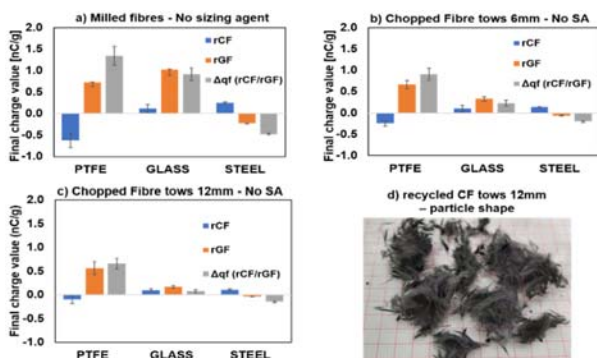 a) Milled fibres - No sizing agent
Final charge value [nC/g]
1.5
1.0
0.5
0.0
-0.5
-1.0
rCF
rGF
Δqf (rCF/rGF)
PTFE GLASS STEEL
b) Chopped Fibre tows 6mm - No SA
Final charge value [nC/g]
2.0
1.5
1.0
0.5
0.0
-0.5
-1.0
rCF
rGF
Δqf (rCF/rGF)
PTFE GLASS STEEL
c) Chopped Fibre tows 12mm - No SA
Final charge value (nC/g)
2.0
1.5
1.0
0.5
0.0
-0.5
-1.0
rCF
rGF
Δqf (rCF/rGF)
PTFE GLASS STEEL
d) recycled CF tows 12mm
– particle shape